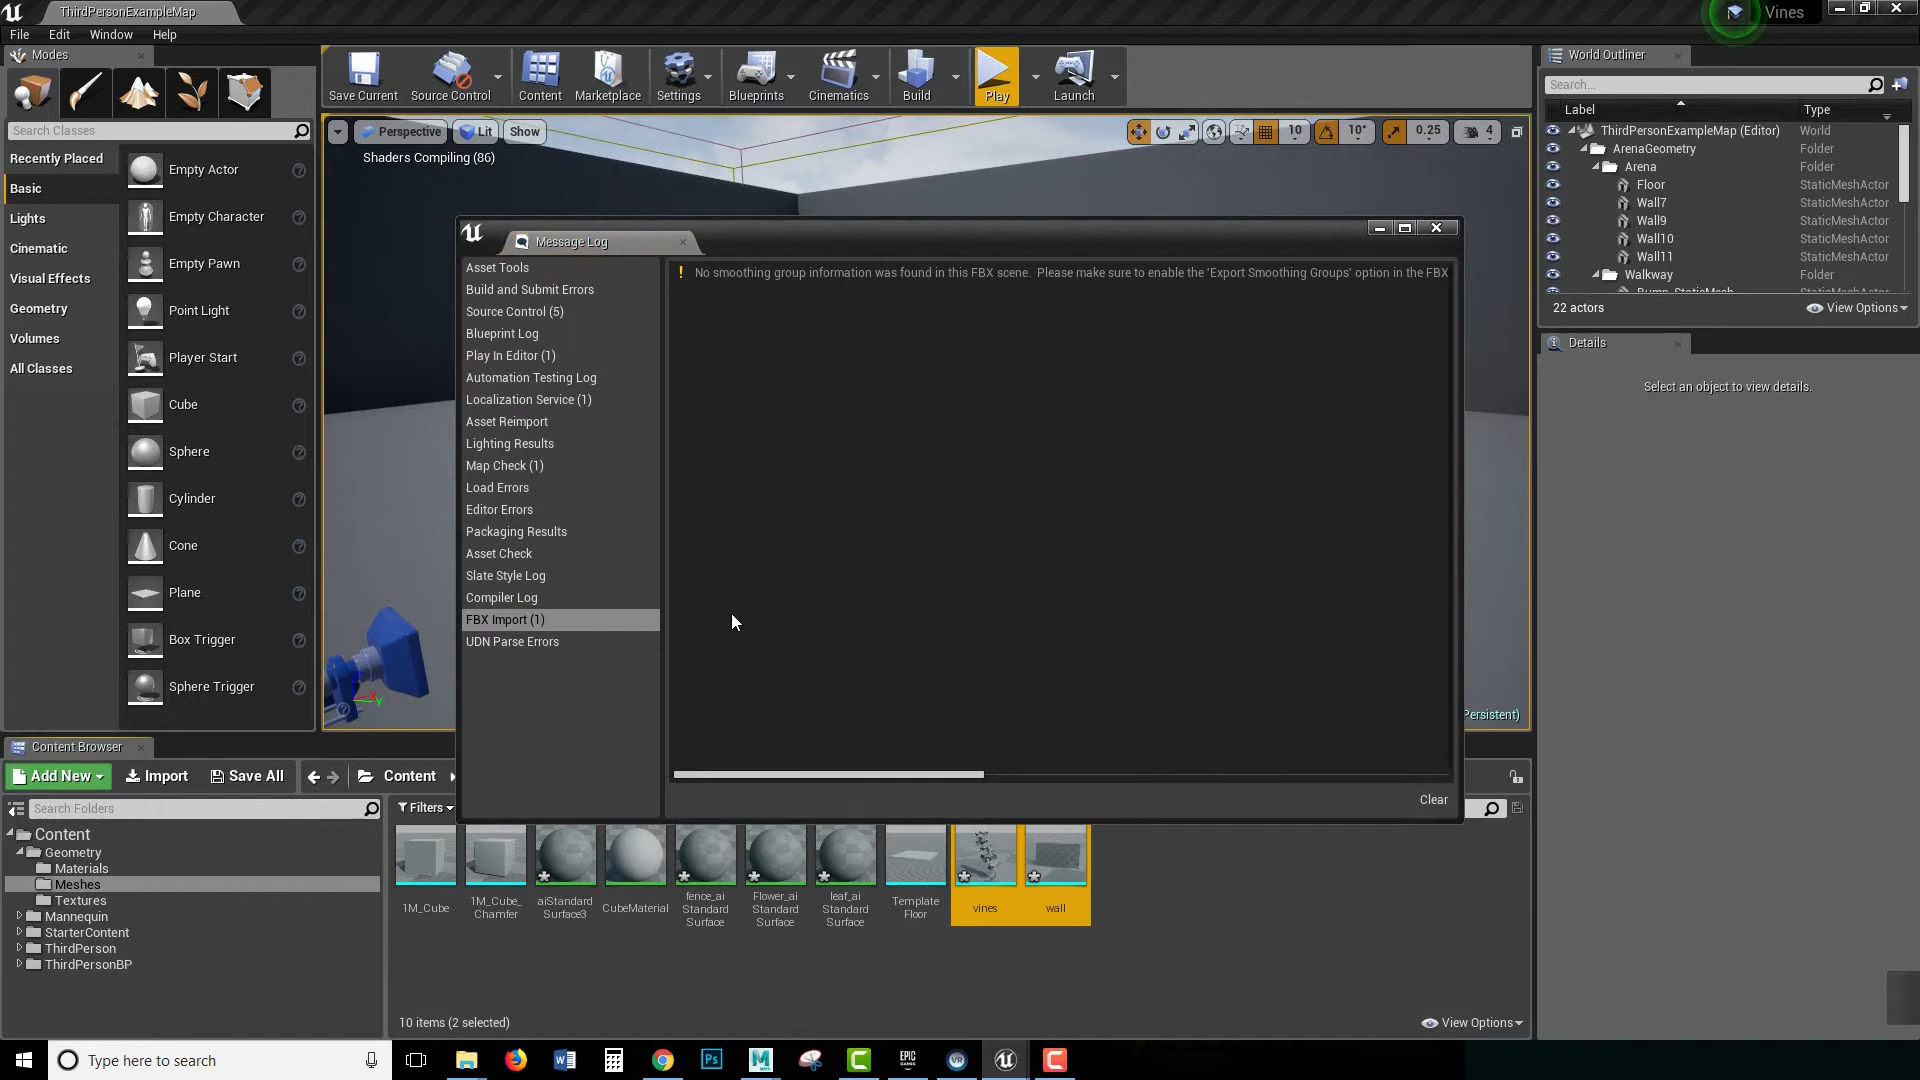 ThirdPersonExampleMap
Vines
File Edit Window Help
Modes
Search Classes
Recently Placed
Basic
Lights
Cinematic
Visual Effects
Geometry
Volumes
All Classes
Empty Actor
Empty Character
Empty Pawn
Point Light
Player Start
Cube
Sphere
Cylinder
Cone
Plane
Box Trigger
Sphere Trigger
Save Current
Source Control
Content
Marketplace
Settings
Blueprints
Cinematics
Build
Play
Launch
Perspective
Lit
Show
10
10°
0.25
4
Shaders Compiling (86)
Message Log
Asset Tools
Build and Submit Errors
Source Control (5)
Blueprint Log
Play In Editor (1)
Automation Testing Log
Localization Service (1)
Asset Reimport
Lighting Results
Map Check (1)
Load Errors
Editor Errors
Packaging Results
Asset Check
Slate Style Log
Compiler Log
FBX Import (1)
UDN Parse Errors
No smoothing group information was found in this FBX scene. Please make sure to enable the 'Export Smoothing Groups' option in the FBX
Clear
X
Y
Persistent)
World Outliner
Search...
Label Type
ThirdPersonExampleMap (Editor) World
ArenaGeometry Folder
Arena Folder
Floor StaticMeshActor
Wall7 StaticMeshActor
Wall9 StaticMeshActor
Wall10 StaticMeshActor
Wall11 StaticMeshActor
Walkway Folder
Bump_StaticMesh StaticMeshActor
22 actors
View Options
Details
Select an object to view details.
Content Browser
Add New
Import
Save All
Content
Search Folders
Filters
Content
Geometry
Materials
Meshes
Textures
Mannequin
StarterContent
ThirdPerson
ThirdPersonBP
1M_Cube
1M_Cube_
Chamfer
aiStandard
Surface3
CubeMaterial
fence_ai
Standard
Surface
Flower_ai
Standard
Surface
leaf_ai
Standard
Surface
Template
Floor
vines
wall
10 items (2 selected)
View Options
Type here to search
Ps
M
EPIC
GAMES
VR